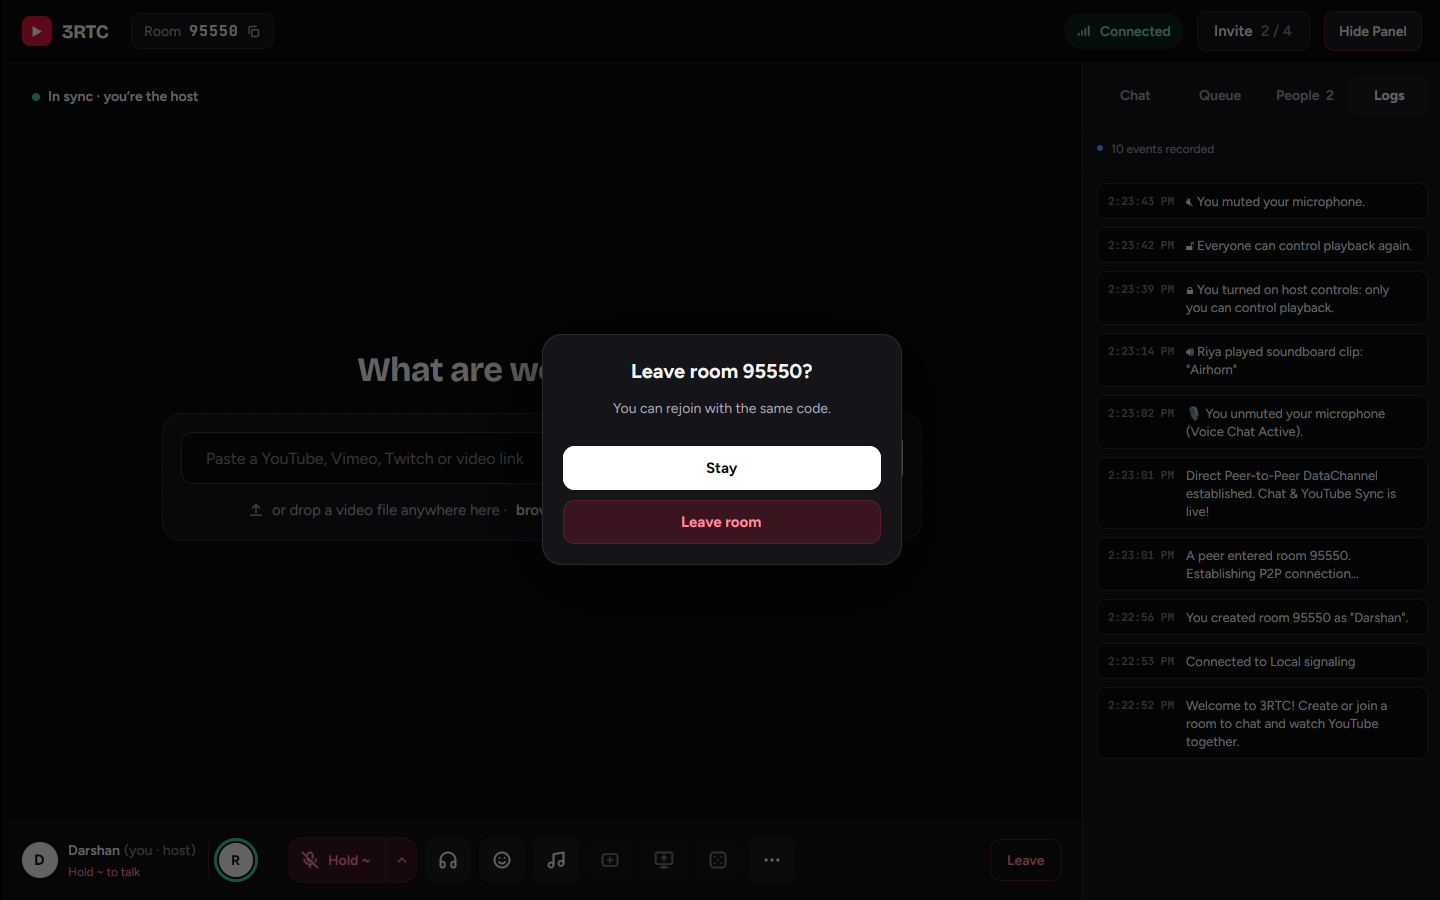 3RTC
Room 95550
Connected
Invite 2 / 4
Hide Panel
In sync · you're the host
Chat
Queue
People 2
Logs
10 events recorded
2:23:43 PM You muted your microphone.
2:23:42 PM Everyone can control playback again.
2:23:39 PM You turned on host controls: only
you can control playback.
2:23:14 PM Riya played soundboard clip:
"Airhorn"
2:23:02 PM You unmuted your microphone
(Voice Chat Active).
2:23:01 PM Direct Peer-to-Peer DataChannel
established. Chat & YouTube Sync is
live!
2:23:01 PM A peer entered room 95550.
Establishing P2P connection...
2:22:56 PM You created room 95550 as "Darshan".
2:22:53 PM Connected to Local signaling
2:22:52 PM Welcome to 3RTC! Create or join a
room to chat and watch YouTube
together.
What are
Paste a YouTube, Vimeo, Twitch or video link
or drop a video file anywhere here ·
Leave room 95550?
You can rejoin with the same code.
Stay
Leave room
D
Darshan (you · host)
Hold ~ to talk
R
Hold ~
Leave